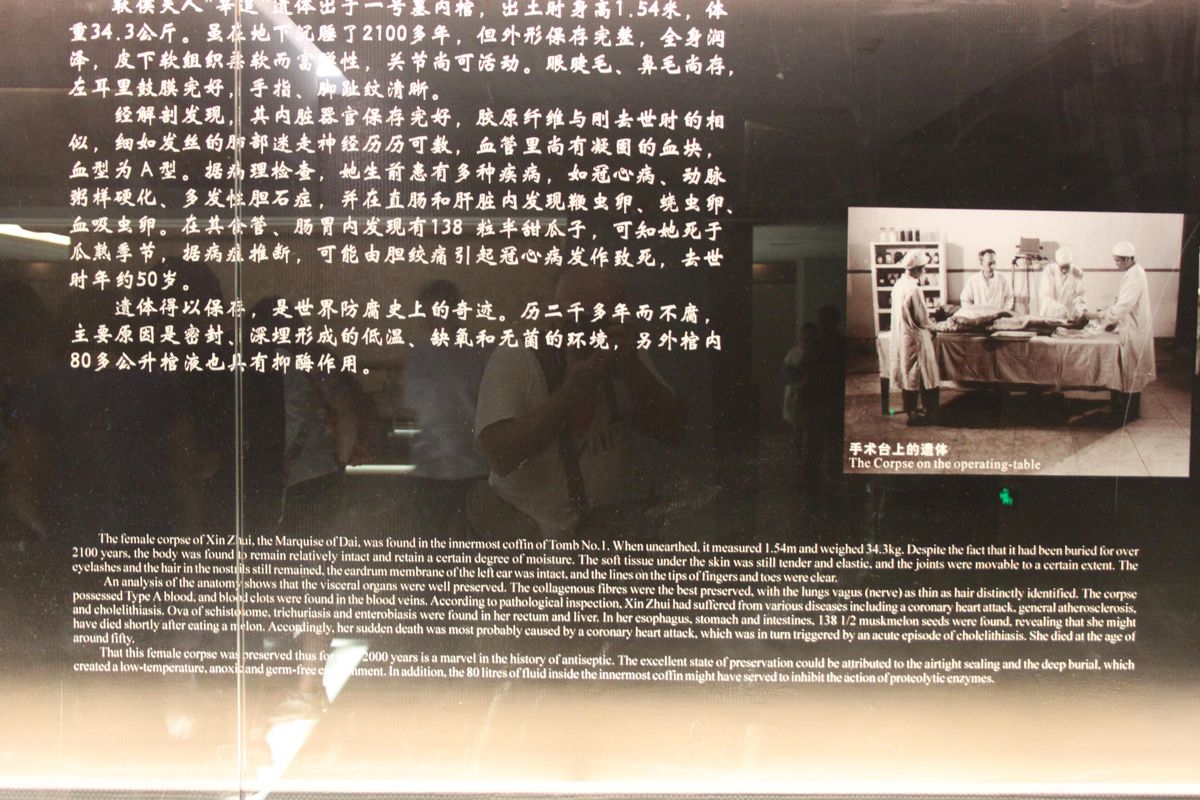 轪侯夫人"辛追"遗体出于一号墓内棺，出土时身高1.54米，体
重34.3公斤。虽在地下沉睡了2100多年，但外形保存完整，全身润
泽，皮下软组织柔软而富弹性，关节尚可活动。眼睫毛、鼻毛尚存，
左耳里鼓膜完好，手指、脚趾纹清晰。
经解剖发现，其内脏器官保存完好，胶原纤维与刚去世时的相
似，细如发丝的肺部迷走神经历历可数，血管里尚有凝固的血块，
血型为A型。据病理检查，她生前患有多种疾病，如冠心病、动脉
粥样硬化、多发性胆石症，并在直肠和肝脏内发现鞭虫卵、蛲虫卵、
血吸虫卵。在其食管、肠胃内发现有138 粒半甜瓜子，可知她死于
瓜熟季节，据病症推断，可能由胆绞痛引起冠心病发作致死，去世
时年约50岁。
遗体得以保存，是世界防腐史上的奇迹。历二千多年而不腐，
主要原因是密封、深埋形成的低温、缺氧和无菌的环境，另外棺内
80多公升棺液也具有抑酶作用。
手术台上的遗体
The Corpse on the operating-table
The female corpse of Xin Zhui, the Marquise of Dai, was found in the innermost coffin of Tomb No.1. When unearthed, it measured 1.54m and weighed 34.3kg. Despite the fact that it had been buried for over
2100 years, the body was found to remain relatively intact and retain a certain degree of moisture. The soft tissue under the skin was still tender and elastic, and the joints were movable to a certain extent. The
eyelashes and the hair in the nostrils still remained, the eardrum membrane of the left ear was intact, and the lines on the tips of fingers and toes were clear.
An analysis of the anatomy shows that the visceral organs were well preserved. The collagenous fibres were the best preserved, with the lungs vagus (nerve) as thin as hair distinctly identified. The corpse
possessed Type A blood, and blood clots were found in the blood veins. According to pathological inspection, Xin Zhui had suffered from various diseases including a coronary heart attack, general atherosclerosis,
and cholelithiasis. Ova of schistosome, trichuriasis and enterobiasis were found in her rectum and liver. In her esophagus, stomach and intestines, 138 1/2 muskmelon seeds were found, revealing that she might
have died shortly after eating a melon. Accordingly, her sudden death was most probably caused by a coronary heart attack, which was in turn triggered by an acute episode of cholelithiasis. She died at the age of
around fifty.
That this female corpse was preserved thus for 2000 years is a marvel in the history of antiseptic. The excellent state of preservation could be attributed to the airtight sealing and the deep burial, which
created a low-temperature, anoxic and germ-free environment. In addition, the 80 litres of fluid inside the innermost coffin might have served to inhibit the action of proteolytic enzymes.